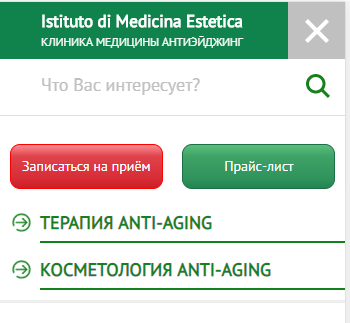 Istituto di Medicina Estetica
КЛИНИКА МЕДИЦИНЫ АНТИЭЙДЖИНГ
Что Вас интересует?
Записаться на приём
Прайс-лист
ТЕРАПИЯ ANTI-AGING
КОСМЕТОЛОГИЯ ANTI-AGING